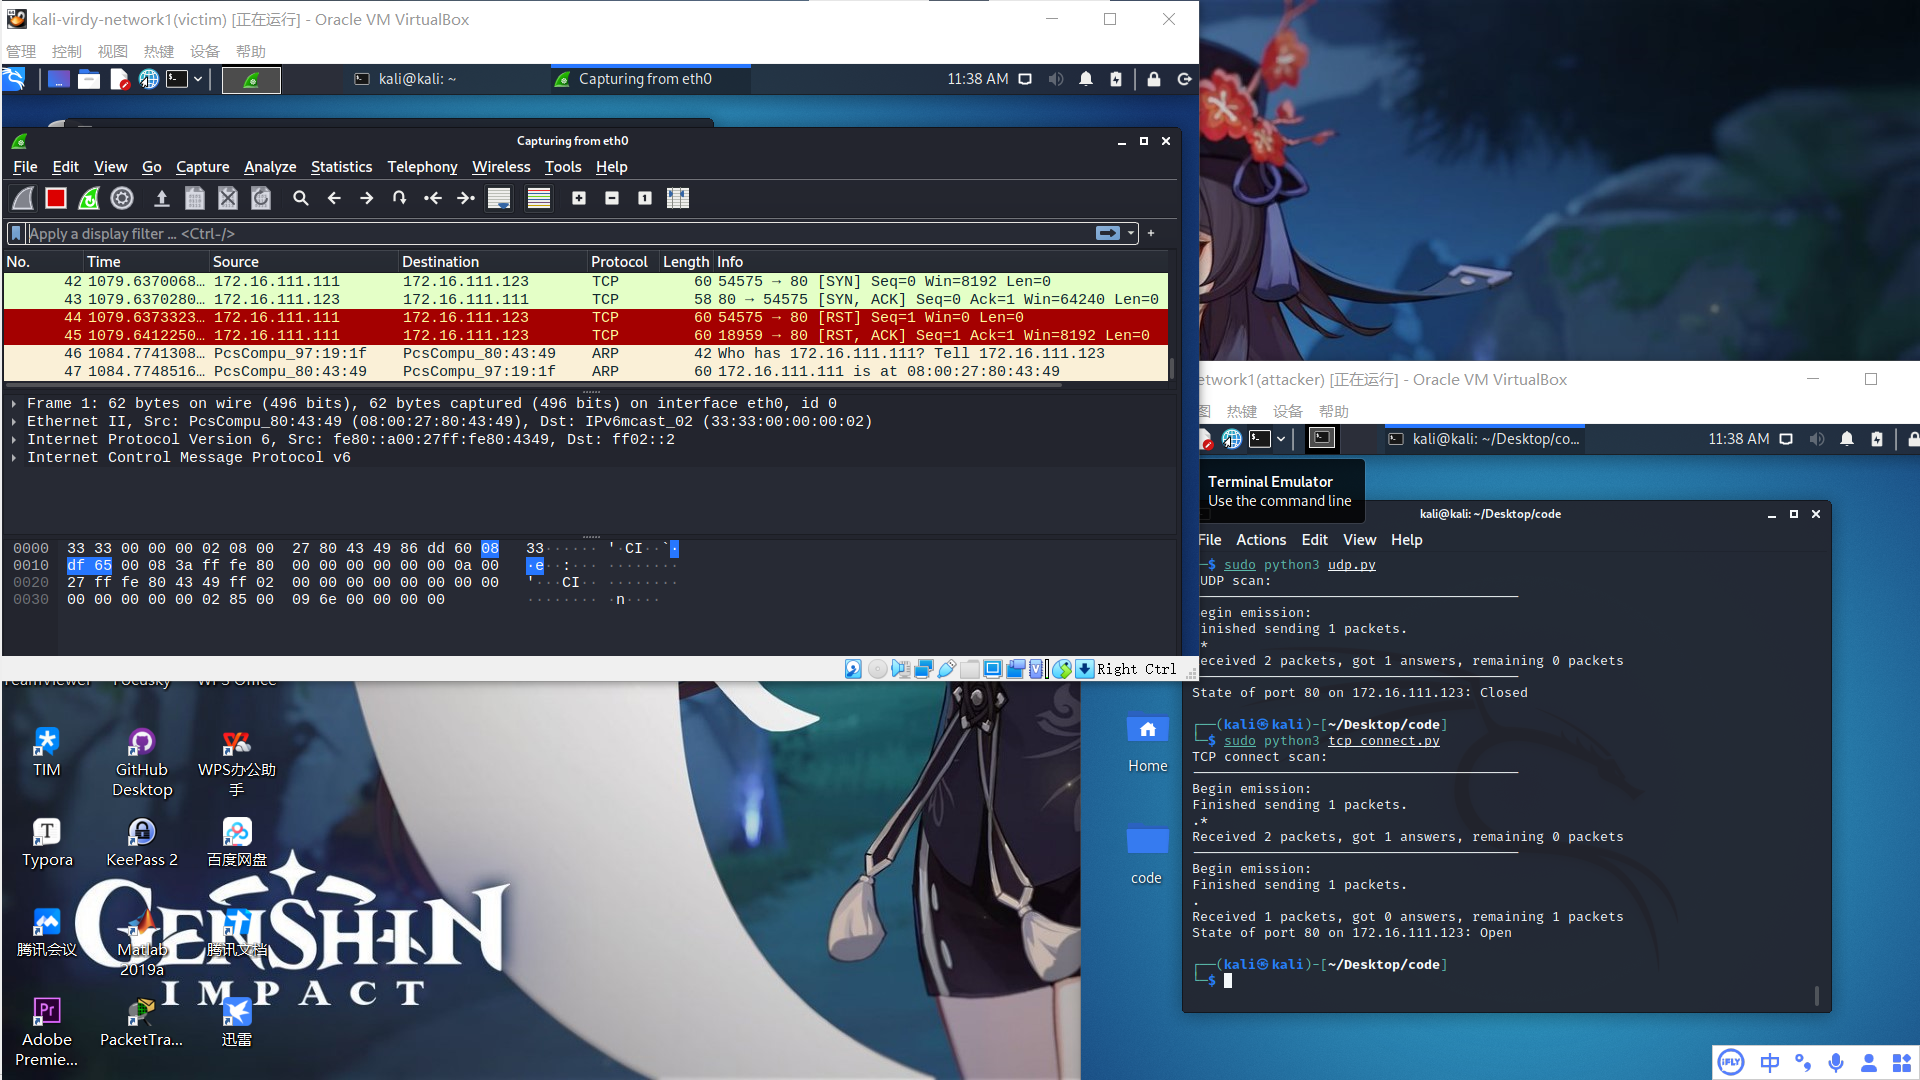 kali-virdy-network1(victim) [正在运行] - Oracle VM VirtualBox
管理 控制 视图 热键 设备 帮助
kali@kali: ~
Capturing from eth0
11:38 AM
Capturing from eth0
File Edit View Go Capture Analyze Statistics Telephony Wireless Tools Help
Apply a display filter ... <Ctrl-/>
No. Time Source Destination Protocol Length Info
42 1079.6370068… 172.16.111.111 172.16.111.123 TCP 60 54575 → 80 [SYN] Seq=0 Win=8192 Len=0
43 1079.6370280… 172.16.111.123 172.16.111.111 TCP 58 80 → 54575 [SYN, ACK] Seq=0 Ack=1 Win=64240 Len=0
44 1079.6373323… 172.16.111.111 172.16.111.123 TCP 60 54575 → 80 [RST] Seq=1 Win=0 Len=0
45 1079.6412250… 172.16.111.111 172.16.111.123 TCP 60 18959 → 80 [RST, ACK] Seq=1 Ack=1 Win=8192 Len=0
46 1084.7741308… PcsCompu_97:19:1f PcsCompu_80:43:49 ARP 42 Who has 172.16.111.111? Tell 172.16.111.123
47 1084.7748516… PcsCompu_80:43:49 PcsCompu_97:19:1f ARP 60 172.16.111.111 is at 08:00:27:80:43:49
Frame 1: 62 bytes on wire (496 bits), 62 bytes captured (496 bits) on interface eth0, id 0
Ethernet II, Src: PcsCompu_80:43:49 (08:00:27:80:43:49), Dst: IPv6mcast_02 (33:33:00:00:00:02)
Internet Protocol Version 6, Src: fe80::a00:27ff:fe80:4349, Dst: ff02::2
Internet Control Message Protocol v6
0000 33 33 00 00 00 02 08 00 27 80 43 49 86 dd 60 08 33······ '·CI··`·
0010 df 65 00 08 3a ff fe 80 00 00 00 00 00 00 0a 00 ·e··:··· ········
0020 27 ff fe 80 43 49 ff 02 00 00 00 00 00 00 00 00 '···CI·· ········
0030 00 00 00 00 00 02 85 00 09 6e 00 00 00 00 ········ ·n····
Right Ctrl
etwork1(attacker) [正在运行] - Oracle VM VirtualBox
图 热键 设备 帮助
kali@kali: ~/Desktop/co...
11:38 AM
Terminal Emulator
Use the command line
kali@kali: ~/Desktop/code
File Actions Edit View Help
$ sudo python3 udp.py
UDP scan:
egin emission:
inished sending 1 packets.
*
eceived 2 packets, got 1 answers, remaining 0 packets
State of port 80 on 172.16.111.123: Closed
┌──(kali㉿kali)-[~/Desktop/code]
└─$ sudo python3 tcp_connect.py
TCP connect scan:
Begin emission:
Finished sending 1 packets.
.*
Received 2 packets, got 1 answers, remaining 0 packets
Begin emission:
Finished sending 1 packets.
.
Received 1 packets, got 0 answers, remaining 1 packets
State of port 80 on 172.16.111.123: Open
┌──(kali㉿kali)-[~/Desktop/code]
└─$
Home
code
TIM
GitHub Desktop
WPS办公助手
Typora
KeePass 2
百度网盘
腾讯会议
Matlab 2019a
腾讯文档
Adobe Premie...
PacketTra...
迅雷
GENSHIN
IMPACT
iFLY 中